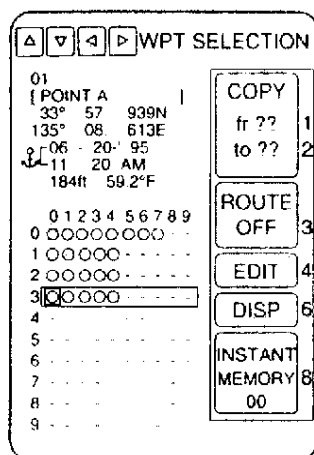 WPT SELECTION
01
[ POINT A ]
33° 57 939N
135° 08. 613E
06 - 20-' 95
11 20 AM
184ft 59.2°F
0 1 2 3 4 5 6 7 8 9
0
1
2
3
4
5
6
7
8
9
COPY
fr ?? 1
to ?? 2
ROUTE
OFF 3
EDIT 4
DISP 6
INSTANT
MEMORY 8
00